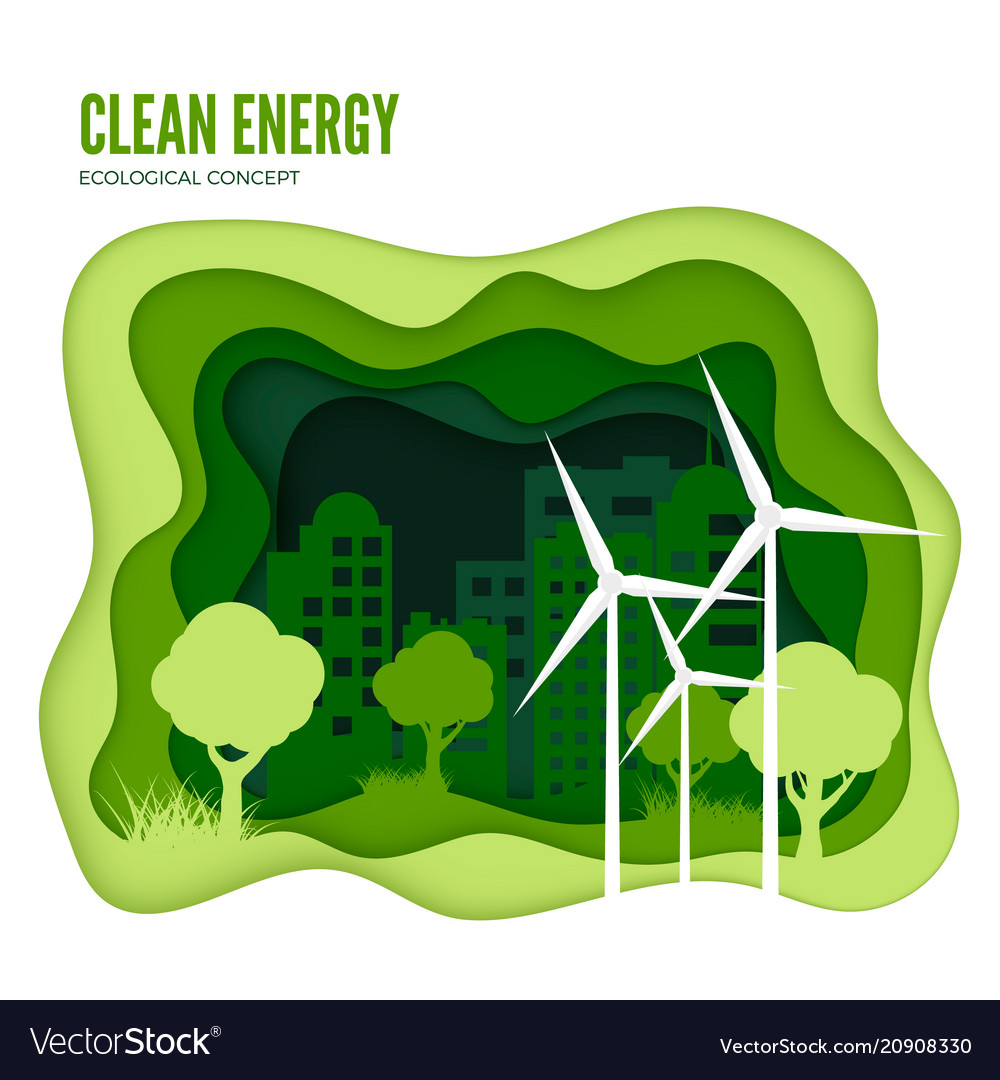 CLEAN ENERGY
ECOLOGICAL CONCEPT
VectorStock® VectorStock.com/20908330